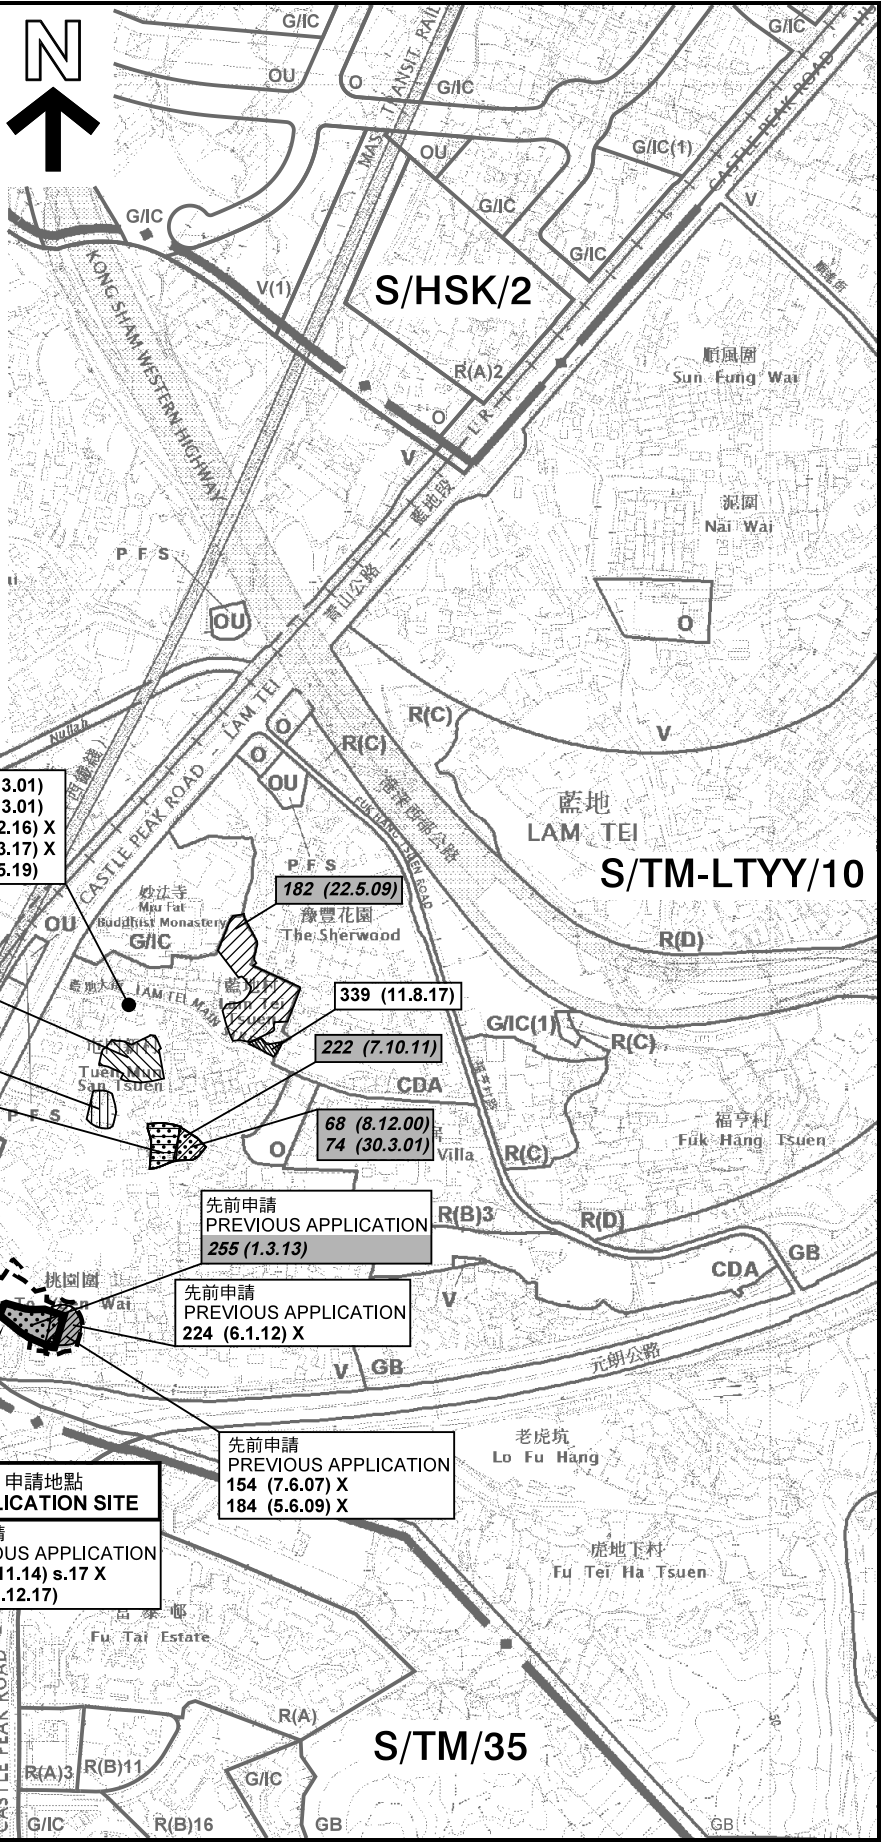 N
G/IC
G/IC
OU
O
G/IC
MASS TRANSIT RAIL
CASTLE PEAK ROAD
OU
G/IC(1)
G/IC
V
G/IC
G/IC
KONG SHAM WESTERN HIGHWAY
V(1)
S/HSK/2
順風圍
Sun Fung Wai
R(A)2
O
L R
V
青山公路 - 藍地段
泥圍
Nai Wai
P F S
OU
O
Nullah
CASTLE PEAK ROAD - LAM TEI
O
O
OU
R(C)
R(C)
V
3.01)
3.01)
2.16) X
3.17) X
5.19)
藍地
LAM TEI
S/TM-LTYY/10
FUK HANG TSUEN ROAD
P F S
182 (22.5.09)
妙法寺
Miu Fat
Buddhist Monastery
G/IC
OU
豫豐花園
The Sherwood
R(D)
藍地大街
LAM TEI MAIN
藍地村
Lam Tei
Tsuen
339 (11.8.17)
G/IC(1)
R(C)
222 (7.10.11)
Tuen Mun
San Tsuen
CDA
P F S
68 (8.12.00)
74 (30.3.01)
Villa
O
R(C)
福亨村
Fuk Hang Tsuen
先前申請
PREVIOUS APPLICATION
255 (1.3.13)
R(B)3
R(D)
GB
CDA
桃園圍
To Yuen Wai
先前申請
PREVIOUS APPLICATION
224 (6.1.12) X
V
V
GB
元朗公路
先前申請
PREVIOUS APPLICATION
154 (7.6.07) X
184 (5.6.09) X
老虎坑
Lo Fu Hang
申請地點
LICATION SITE
OUS APPLICATION
11.14) s.17 X
.12.17)
虎地下村
Fu Tei Ha Tsuen
富泰邨
Fu Tai Estate
CASTLE PEAK ROAD
R(A)
S/TM/35
50
R(A)3
R(B)11
G/IC
G/IC
R(B)16
GB
GB